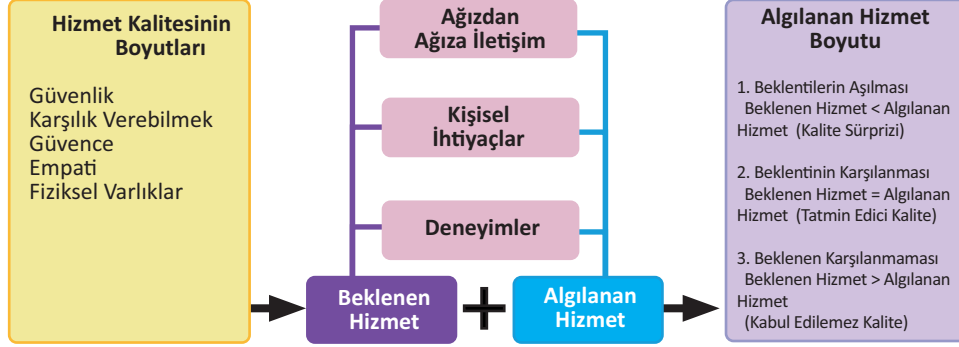 Hizmet Kalitesinin
Boyutları
Güvenlik
Karşılık Verebilmek
Güvence
Empati
Fiziksel Varlıklar
Ağızdan
Ağıza İletişim
Kişisel
İhtiyaçlar
Deneyimler
Beklenen
Hizmet
+
Algılanan
Hizmet
Algılanan Hizmet
Boyutu
1. Beklentilerin Aşılması
Beklenen Hizmet < Algılanan
Hizmet (Kalite Sürprizi)
2. Beklentinin Karşılanması
Beklenen Hizmet = Algılanan
Hizmet (Tatmin Edici Kalite)
3. Beklenen Karşılanmaması
Beklenen Hizmet > Algılanan
Hizmet
(Kabul Edilemez Kalite)